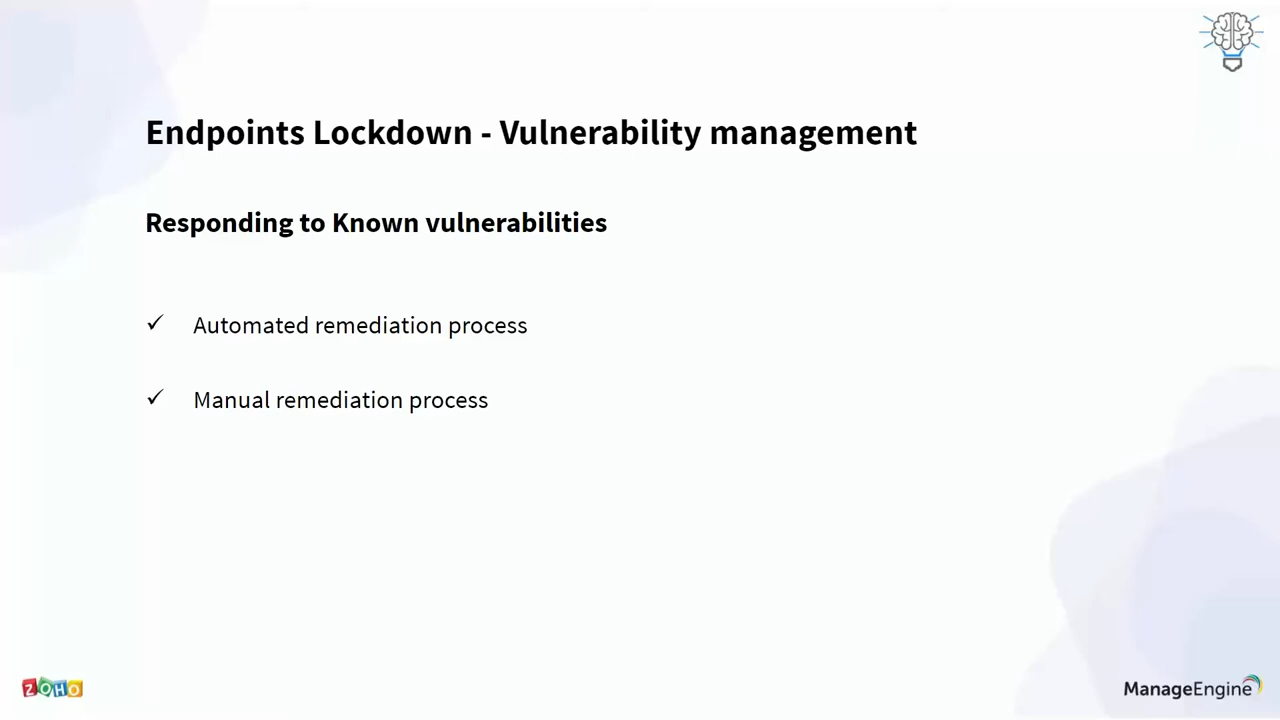 Endpoints Lockdown - Vulnerability management
Responding to Known vulnerabilities
✓ Automated remediation process
✓ Manual remediation process
ZOHO
ManageEngine